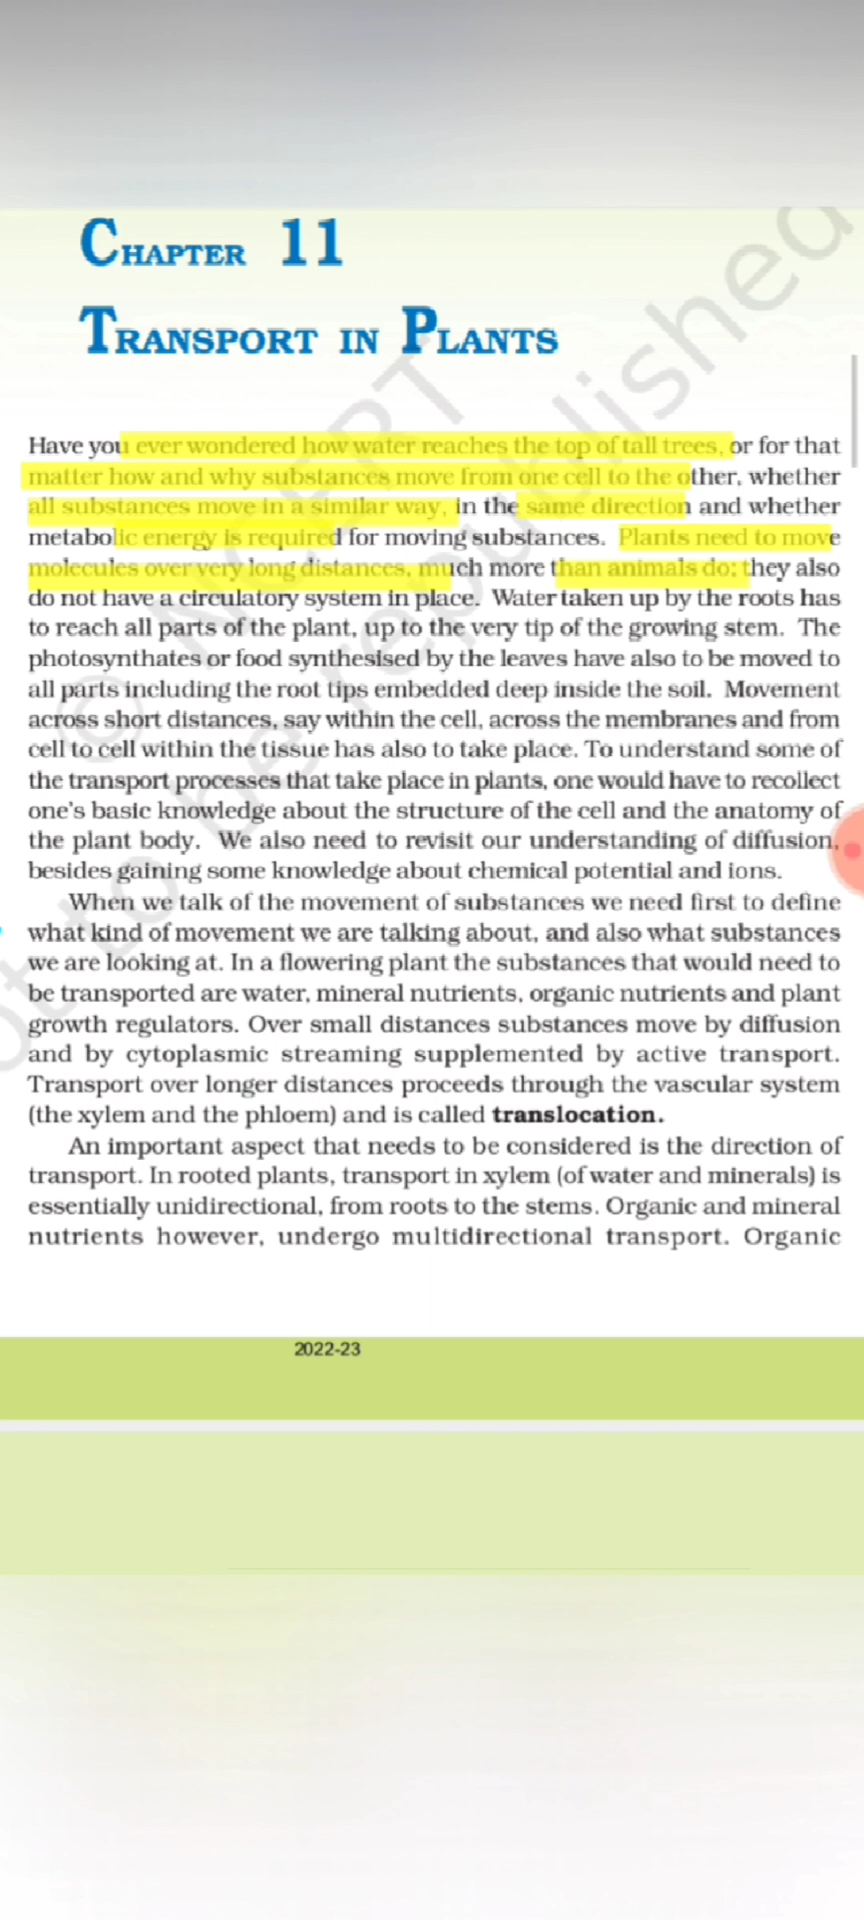 CHAPTER 11
TRANSPORT IN PLANTS
Have you ever wondered how water reaches the top of tall trees, or for that
matter how and why substances move from one cell to the other, whether
all substances move in a similar way, in the same direction and whether
metabolic energy is required for moving substances. Plants need to move
molecules over very long distances, much more than animals do; they also
do not have a circulatory system in place. Water taken up by the roots has
to reach all parts of the plant, up to the very tip of the growing stem. The
photosynthates or food synthesised by the leaves have also to be moved to
all parts including the root tips embedded deep inside the soil. Movement
across short distances, say within the cell, across the membranes and from
cell to cell within the tissue has also to take place. To understand some of
the transport processes that take place in plants, one would have to recollect
one's basic knowledge about the structure of the cell and the anatomy of
the plant body. We also need to revisit our understanding of diffusion,
besides gaining some knowledge about chemical potential and ions.
When we talk of the movement of substances we need first to define
what kind of movement we are talking about, and also what substances
we are looking at. In a flowering plant the substances that would need to
be transported are water, mineral nutrients, organic nutrients and plant
growth regulators. Over small distances substances move by diffusion
and by cytoplasmic streaming supplemented by active transport.
Transport over longer distances proceeds through the vascular system
(the xylem and the phloem) and is called translocation.
An important aspect that needs to be considered is the direction of
transport. In rooted plants, transport in xylem (of water and minerals) is
essentially unidirectional, from roots to the stems. Organic and mineral
nutrients however, undergo multidirectional transport. Organic
2022-23
© NCERT
not to be republished